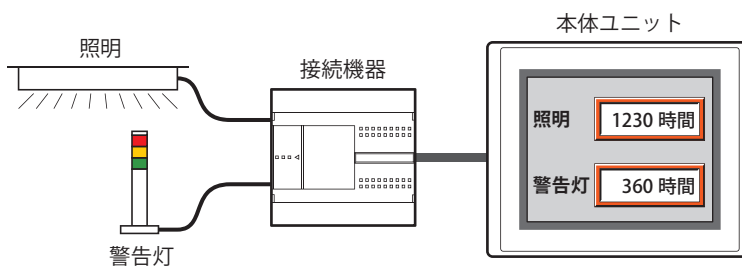 本体ユニット
照明
接続機器
照明 1230 時間
警告灯 360 時間
警告灯